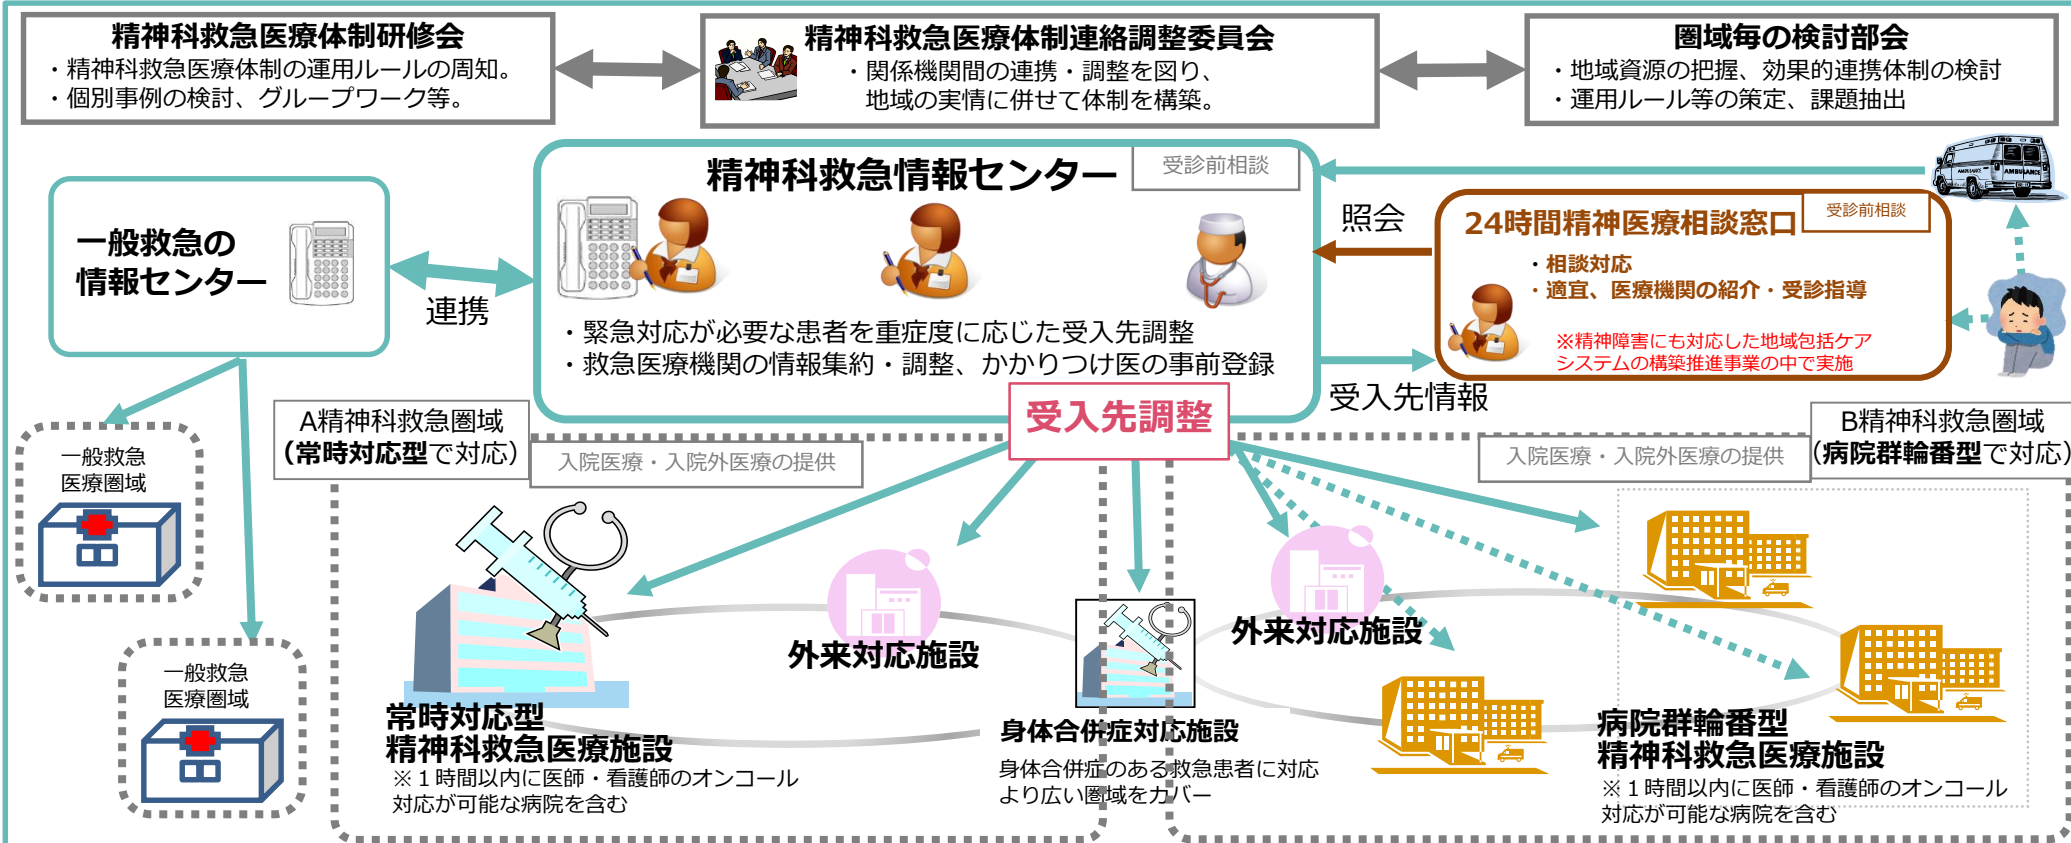 精神科救急医療体制研修会
・精神科救急医療体制の運用ルールの周知。
・個別事例の検討、グループワーク等。
精神科救急医療体制連絡調整委員会
・関係機関間の連携・調整を図り、
地域の実情に併せて体制を構築。
圏域毎の検討部会
・地域資源の把握、効果的連携体制の検討
・運用ルール等の策定、課題抽出
精神科救急情報センター
受診前相談
・緊急対応が必要な患者を重症度に応じた受入先調整
・救急医療機関の情報集約・調整、かかりつけ医の事前登録
一般救急の
情報センター
連携
照会
受入先情報
AMBULANCE
AMBULANCE
24時間精神医療相談窓口
受診前相談
・相談対応
・適宜、医療機関の紹介・受診指導
※精神障害にも対応した地域包括ケア
システムの構築推進事業の中で実施
受入先調整
一般救急
医療圏域
一般救急
医療圏域
A精神科救急圏域
(常時対応型で対応)
入院医療・入院外医療の提供
入院医療・入院外医療の提供
B精神科救急圏域
(病院群輪番型で対応)
外来対応施設
外来対応施設
常時対応型
精神科救急医療施設
※１時間以内に医師・看護師のオンコール
対応が可能な病院を含む
身体合併症対応施設
身体合併症のある救急患者に対応
より広い圏域をカバー
病院群輪番型
精神科救急医療施設
※１時間以内に医師・看護師のオンコール
対応が可能な病院を含む